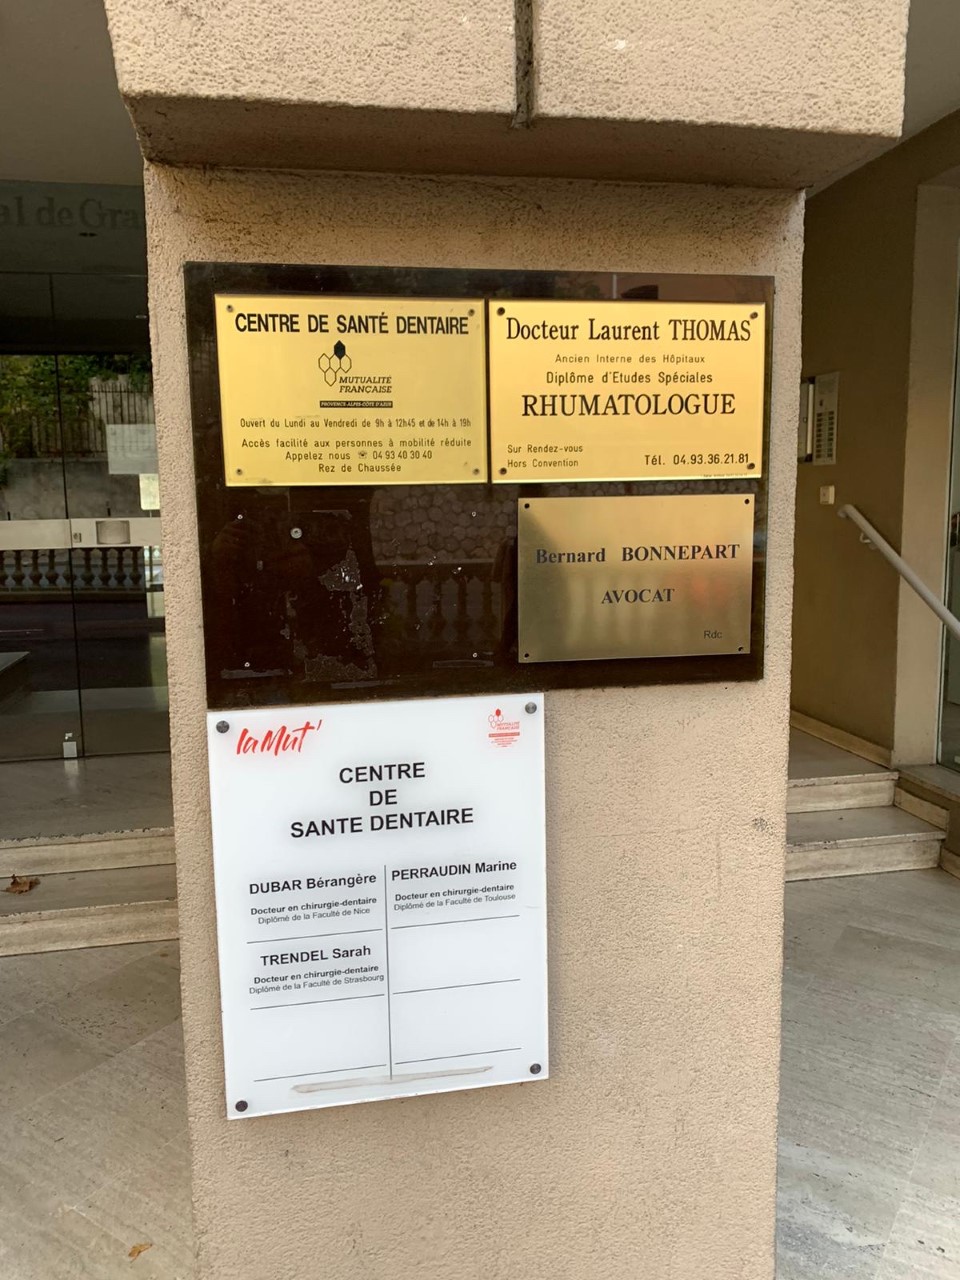 al de Gra
CENTRE DE SANTÉ DENTAIRE
MUTUALITÉ
FRANÇAISE
PROVENCE-ALPES-CÔTE D'AZUR
Ouvert du Lundi au Vendredi de 9h à 12h45 et de 14h à 19h
Accès facilité aux personnes à mobilité réduite
Appelez nous ☏ 04 93 40 30 40
Rez de Chaussée
Docteur Laurent THOMAS
Ancien Interne des Hôpitaux
Diplôme d'Etudes Spéciales
RHUMATOLOGUE
Sur Rendez-vous
Hors Convention
Tél. 04.93.36.21.81
Bernard BONNEPART
AVOCAT
Rdc
la Mut'
MUTUALITÉ
FRANÇAISE
CENTRE
DE
SANTE DENTAIRE
DUBAR Bérangère
Docteur en chirurgie-dentaire
Diplômé de la Faculté de Nice
PERRAUDIN Marine
Docteur en chirurgie-dentaire
Diplômé de la Faculté de Toulouse
TRENDEL Sarah
Docteur en chirurgie-dentaire
Diplômé de la Faculté de Strasbourg